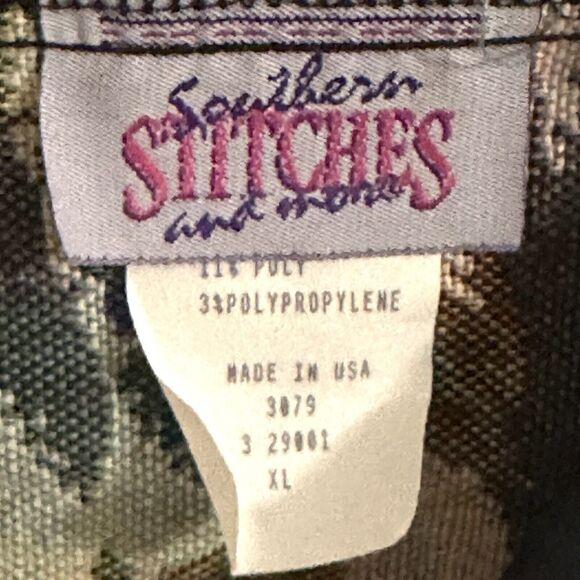 Southern
STITCHES
and more
11% POLY
3%POLYPROPYLENE
MADE IN USA
3079
3 29001
XL